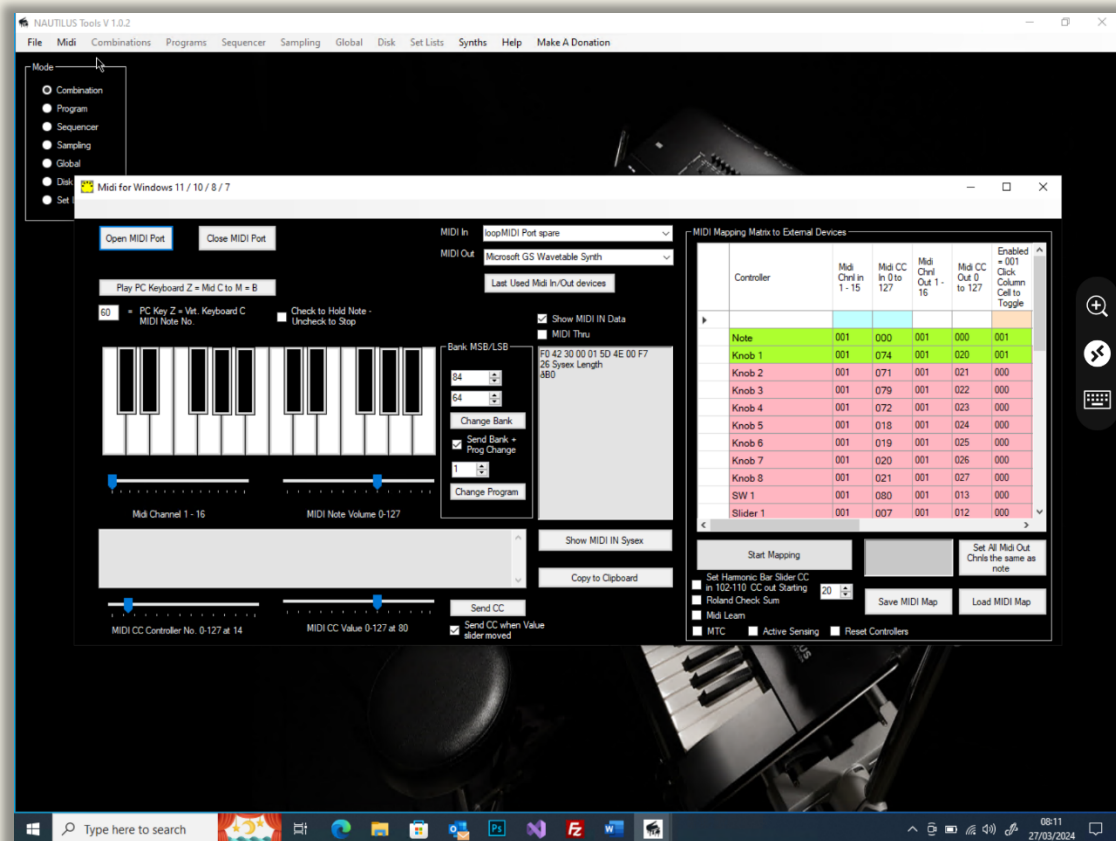 NAUTILUS Tools V 1.0.2
File Midi Combinations Programs Sequencer Sampling Global Disk Set Lists Synths Help Make A Donation
Mode
Combination
Program
Sequencer
Sampling
Global
Disk
Set
Midi for Windows 11 / 10 / 8 / 7
Open MIDI Port
Close MIDI Port
MIDI In
loopMIDI Port spare
MIDI Out
Microsoft GS Wavetable Synth
Last Used Midi In/Out devices
Play PC Keyboard Z = Mid C to M = B
60
= PC Key Z = Virt. Keyboard C
MIDI Note No.
Check to Hold Note -
Uncheck to Stop
Show MIDI IN Data
MIDI Thru
Bank MSB/LSB
84
64
Change Bank
Send Bank +
Prog Change
1
Change Program
F0 42 30 00 01 5D 4E 00 F7
26 Sysex Length
âB0
Midi Channel 1 - 16
MIDI Note Volume 0-127
Show MIDI IN Sysex
Copy to Clipboard
MIDI CC Controller No. 0-127 at 14
MIDI CC Value 0-127 at 80
Send CC
Send CC when Value
slider moved
MIDI Mapping Matrix to External Devices
Controller
Midi
Chnl in
1 - 15
Midi CC
In 0 to
127
Midi
Chnl
Out 1 -
16
Midi CC
Out 0
to 127
Enabled
= 001
Click
Column
Cell to
Toggle
Note 001 000 001 000 001
Knob 1 001 074 001 020 001
Knob 2 001 071 001 021 000
Knob 3 001 079 001 022 000
Knob 4 001 072 001 023 000
Knob 5 001 018 001 024 000
Knob 6 001 019 001 025 000
Knob 7 001 020 001 026 000
Knob 8 001 021 001 027 000
SW 1 001 080 001 013 000
Slider 1 001 007 001 012 000
Start Mapping
Set All Midi Out
Chnls the same as
note
Set Harmonic Bar Slider CC
in 102-110 CC out Starting
20
Roland Check Sum
Midi Learn
Save MIDI Map
Load MIDI Map
MTC
Active Sensing
Reset Controllers
Type here to search
Ps
Fz
W
08:11
27/03/2024